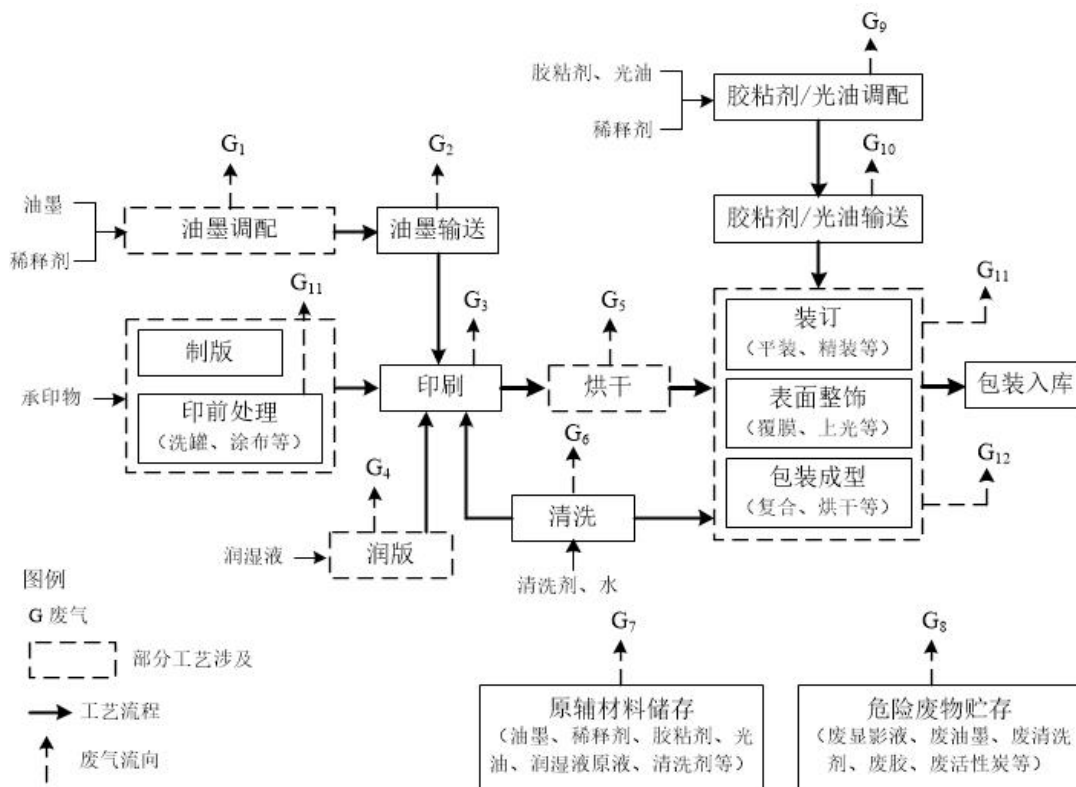 G₉
胶粘剂、光油
胶粘剂/光油调配
稀释剂
G₁
G₂
G₁₀
油墨
油墨调配
油墨输送
胶粘剂/光油输送
稀释剂
G₁₁
G₃
G₅
G₁₁
制版
装订
（平装、精装等）
承印物
印前处理
（洗罐、涂布等）
印刷
烘干
表面整饰
（覆膜、上光等）
包装入库
G₄
G₆
包装成型
（复合、烘干等）
G₁₂
润湿液
润版
清洗
清洗剂、水
图例
G 废气
部分工艺涉及
工艺流程
废气流向
G₇
G₈
原辅材料储存
（油墨、稀释剂、胶粘剂、光
油、润湿液原液、清洗剂等）
危险废物贮存
（废显影液、废油墨、废清洗
剂、废胶、废活性炭等）